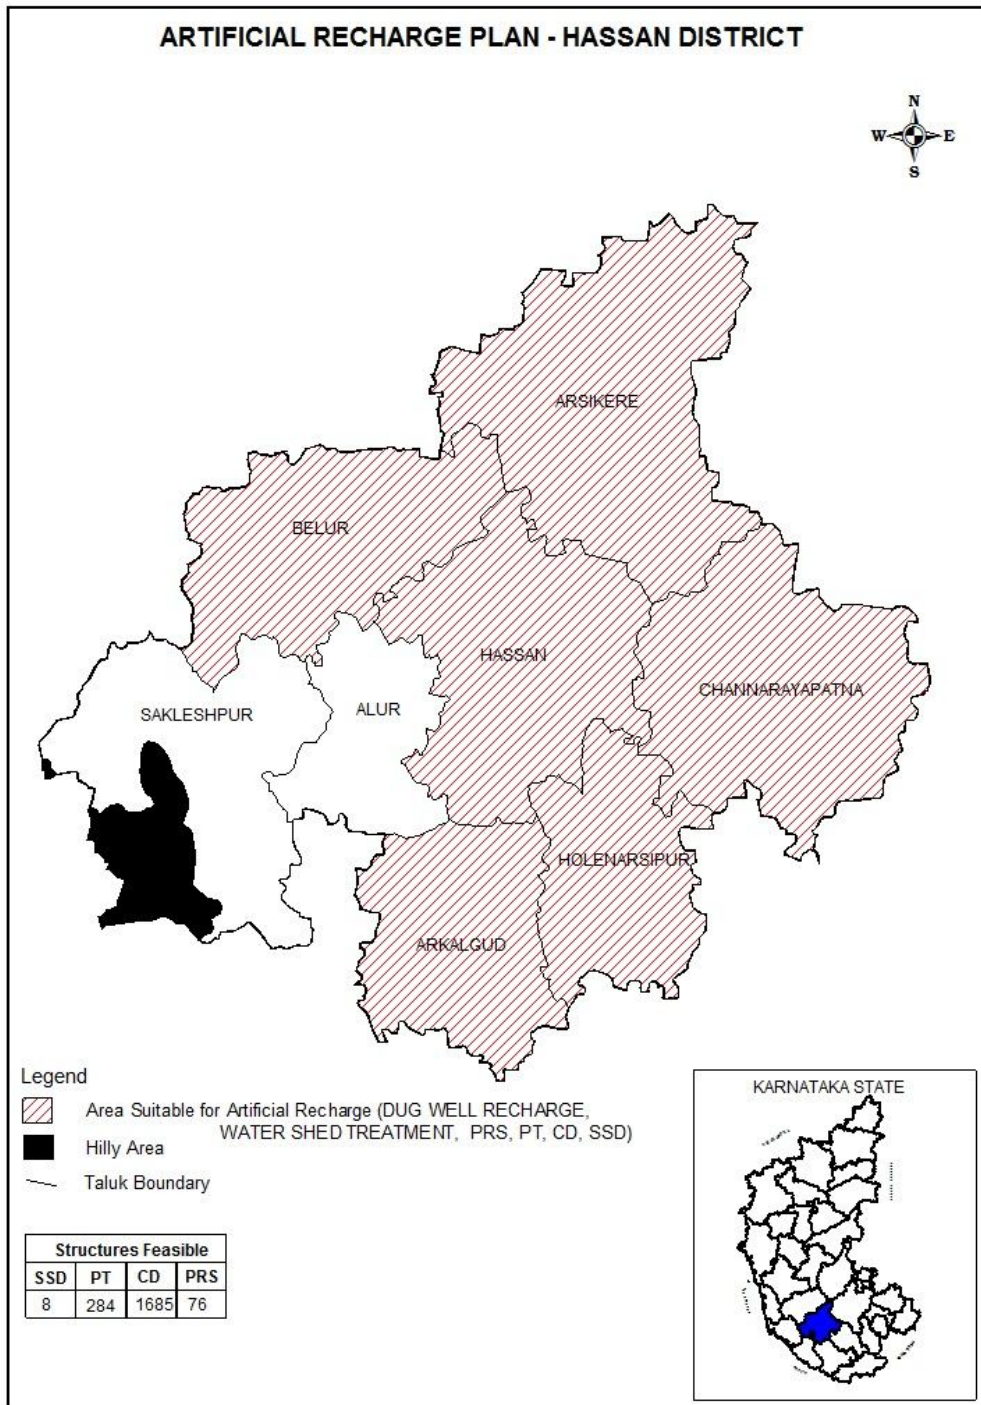 ARTIFICIAL RECHARGE PLAN - HASSAN DISTRICT
N
W E
S
ARSIKERE
BELUR
HASSAN
CHANNARAYAPATNA
SAKLESHPUR
ALUR
HOLENARSIPUR
ARKALGUD
Legend
Area Suitable for Artificial Recharge (DUG WELL RECHARGE,
WATER SHED TREATMENT, PRS, PT, CD, SSD)
Hilly Area
Taluk Boundary
Structures Feasible
SSD PT CD PRS
8 284 1685 76
KARNATAKA STATE